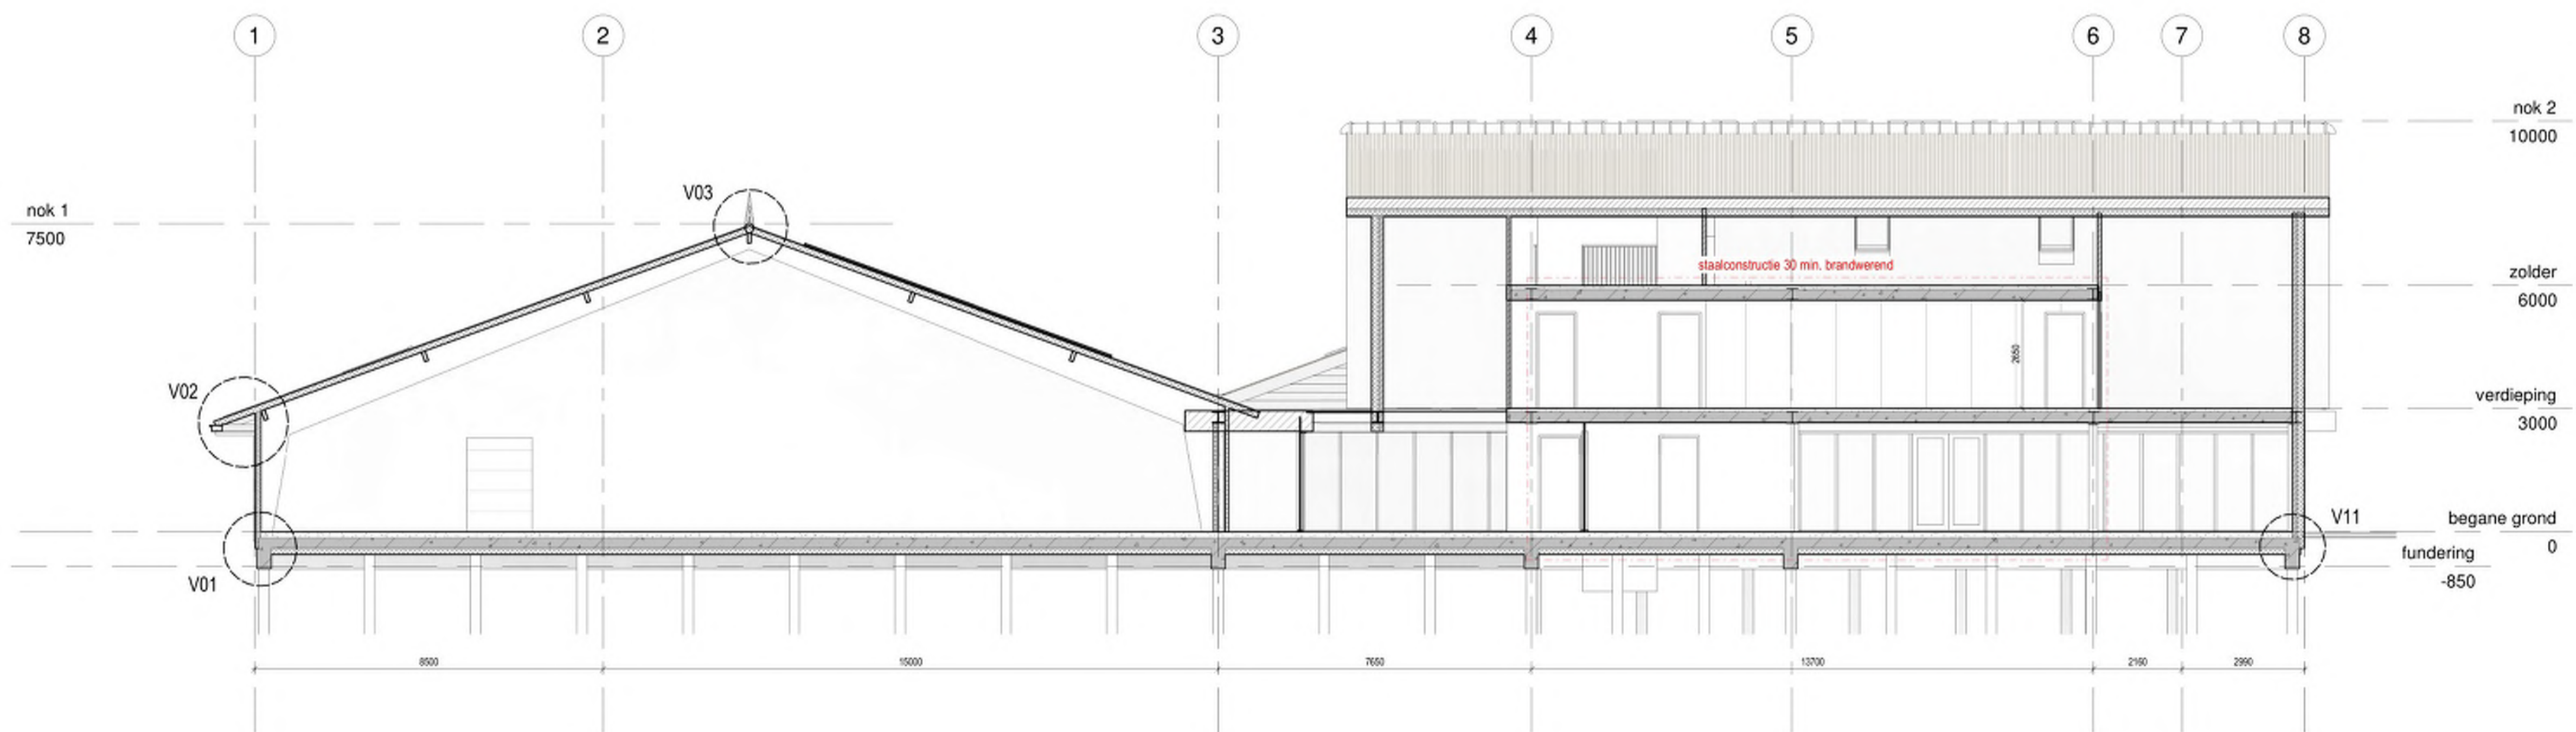 1 2 3 4 5 6 7 8
nok 2
10000
V03
nok 1
7500
staalconstructie 30 min. brandwerend
zolder
6000
2650
V02
verdieping
3000
V11
begane grond
0
fundering
-850
V01
8500 15000 7650 13700 2160 2990